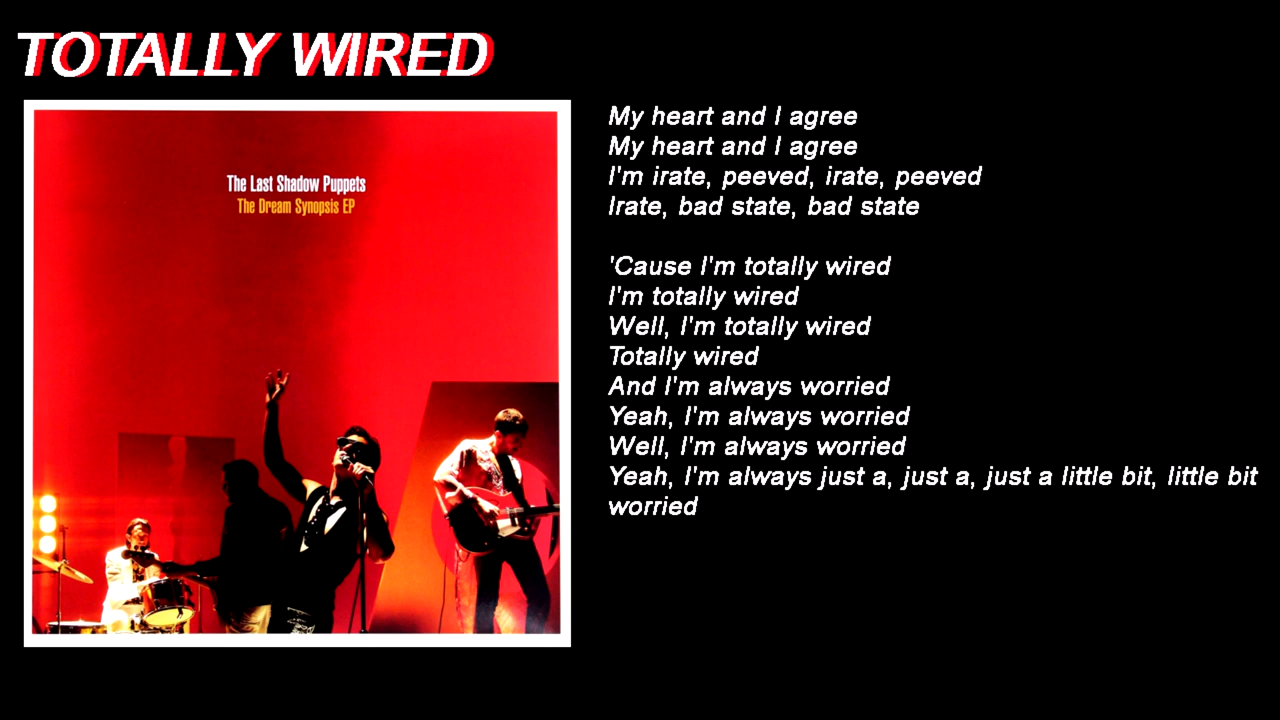 TOTALLY WIRED
The Last Shadow Puppets
The Dream Synopsis EP
My heart and I agree
My heart and I agree
I'm irate, peeved, irate, peeved
Irate, bad state, bad state
'Cause I'm totally wired
I'm totally wired
Well, I'm totally wired
Totally wired
And I'm always worried
Yeah, I'm always worried
Well, I'm always worried
Yeah, I'm always just a, just a, just a little bit, little bit
worried